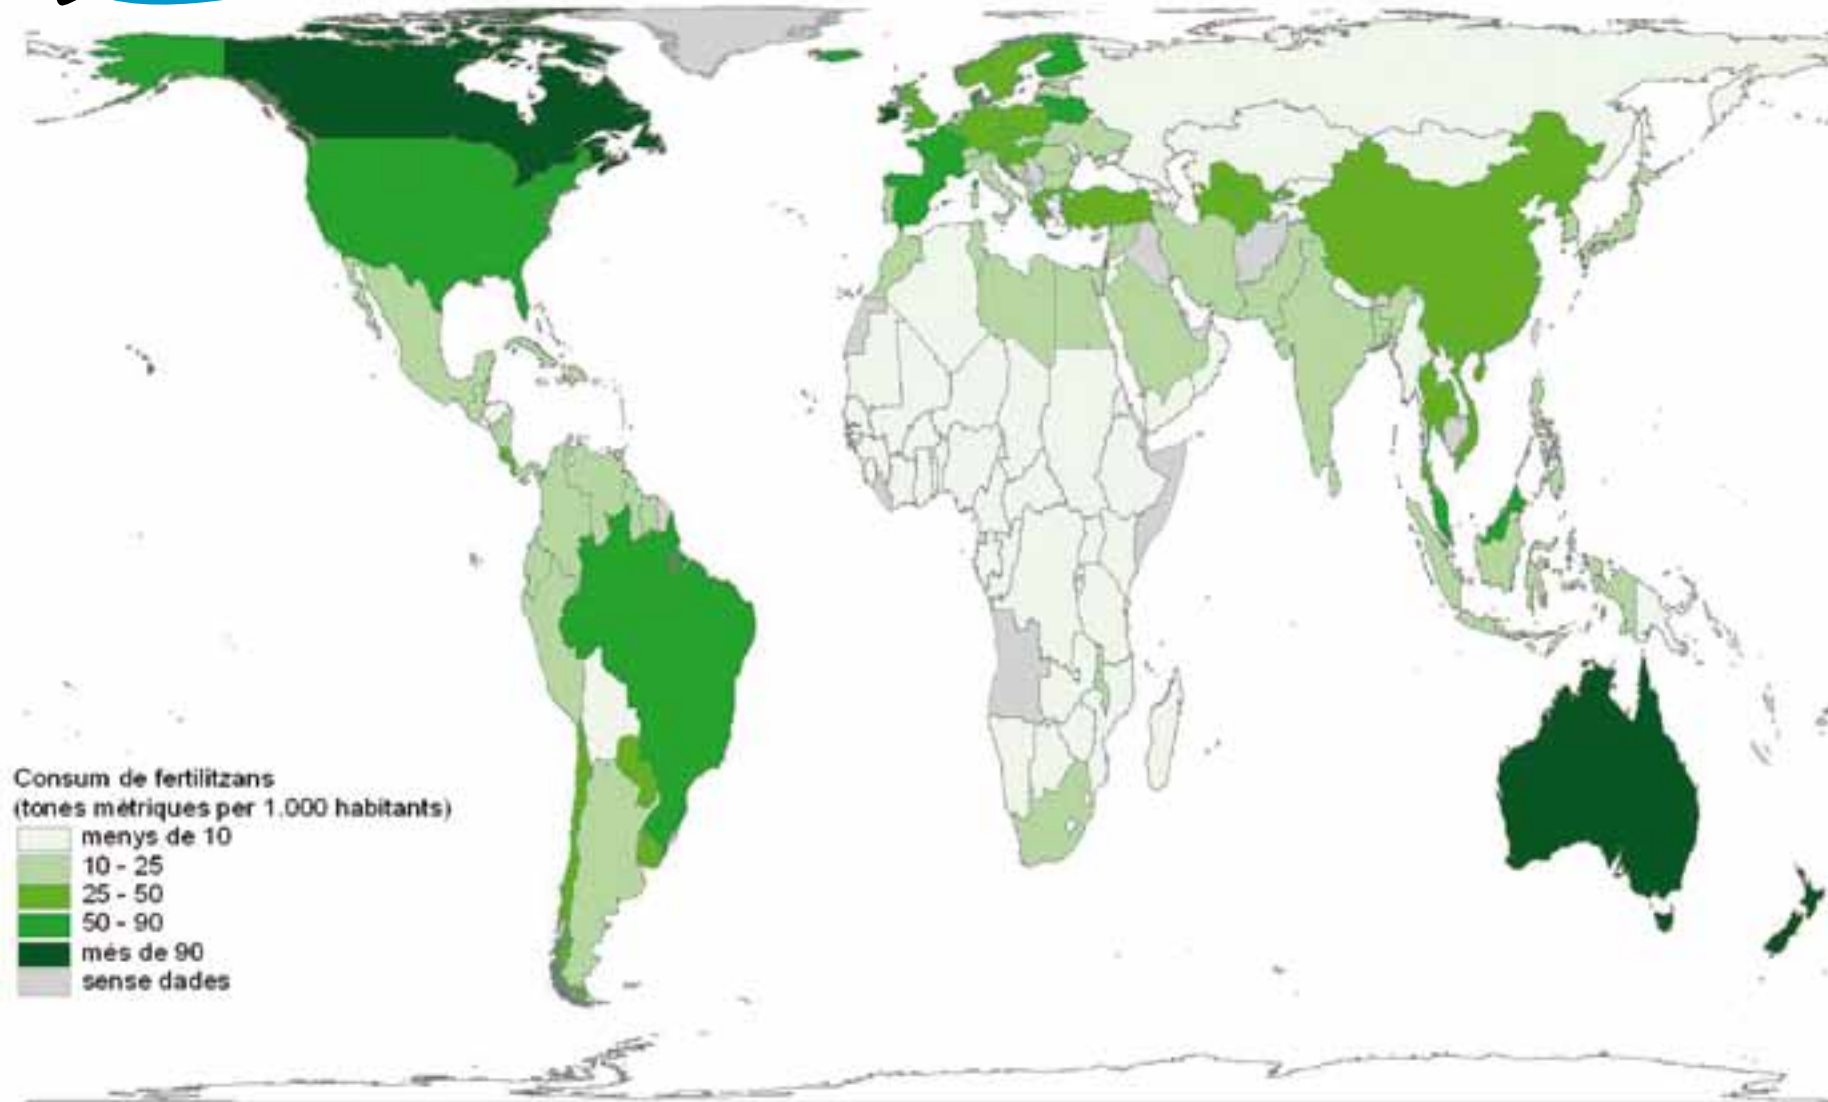 Consum de fertilitzans
(tones mètriques per 1.000 habitants)
menys de 10
10 - 25
25 - 50
50 - 90
més de 90
sense dades